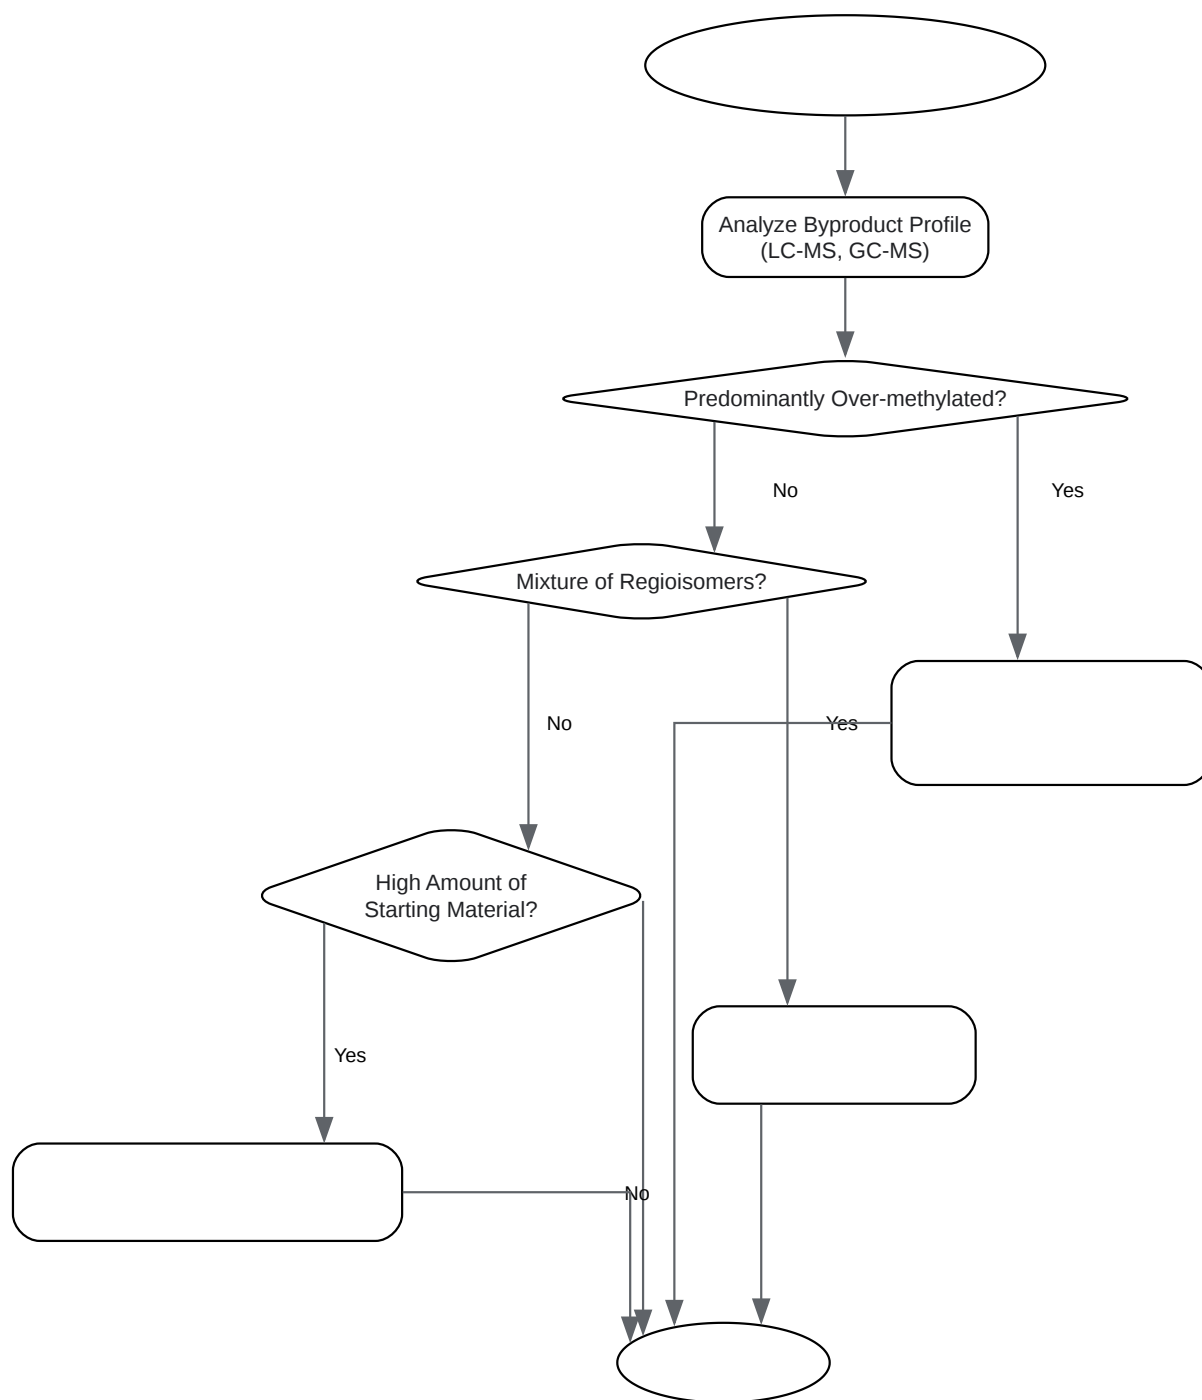 Analyze Byproduct Profile
(LC-MS, GC-MS)
Predominantly Over-methylated?
No
Yes
Mixture of Regioisomers?
No
Yes
High Amount of
Starting Material?
Yes
No